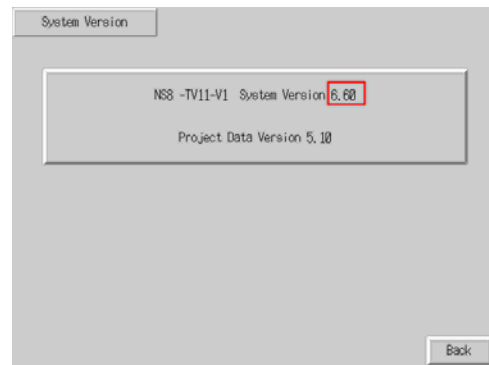 System Version
NS8 -TV11-V1 System Version 6.60
Project Data Version 5.10
Back